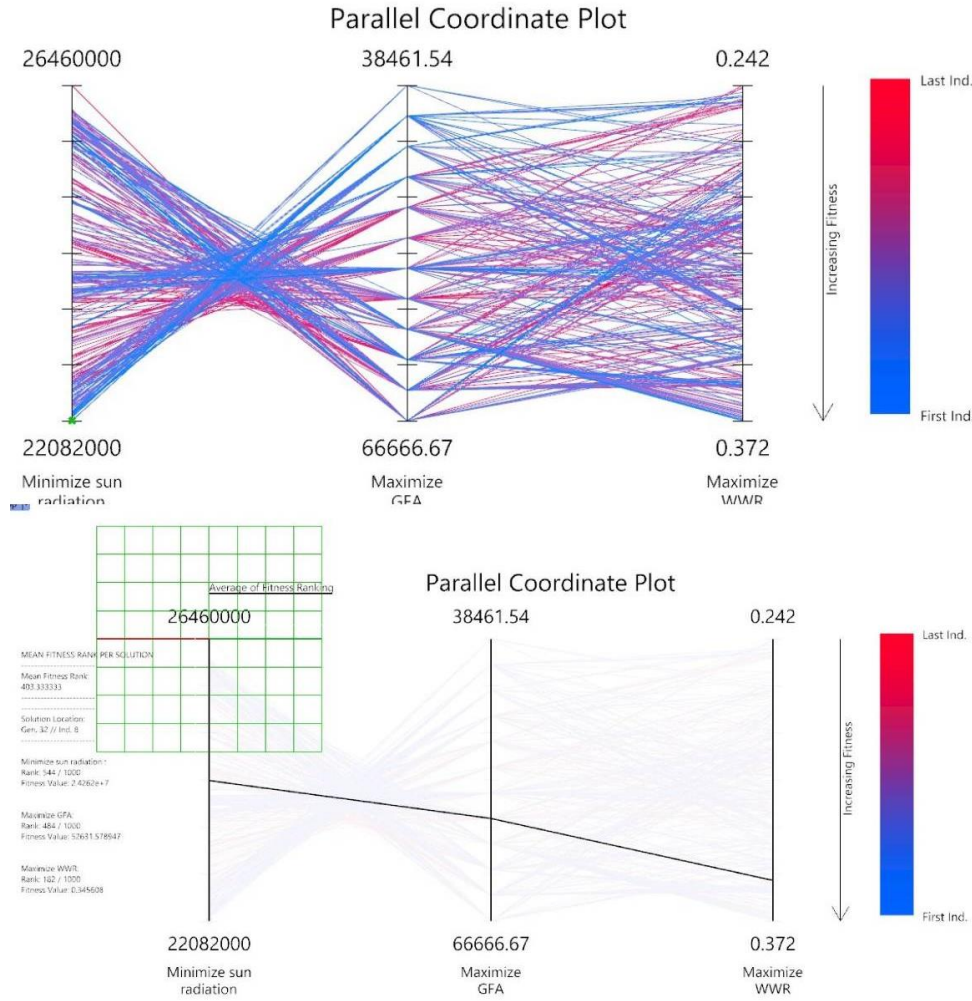 Parallel Coordinate Plot
26460000 38461.54 0.242
Last Ind.
Increasing Fitness
First Ind.
22082000 66666.67 0.372
Minimize sun Maximize Maximize
radiation GFA WWR
Average of Fitness Ranking
Parallel Coordinate Plot
26460000 38461.54 0.242
Last Ind.
MEAN FITNESS RANK PER SOLUTION
Mean Fitness Rank:
403.333333
Solution Location:
Gen. 32 // Ind. 6
Minimize sun radiation :
Rank: 544 / 1000
Fitness Value: 2.4262e+7
Maximize GFA:
Rank: 484 / 1000
Fitness Value: 52631.578947
Maximize WWR:
Rank: 182 / 1000
Fitness Value: 0.345608
Increasing Fitness
First Ind.
22082000 66666.67 0.372
Minimize sun Maximize Maximize
radiation GFA WWR